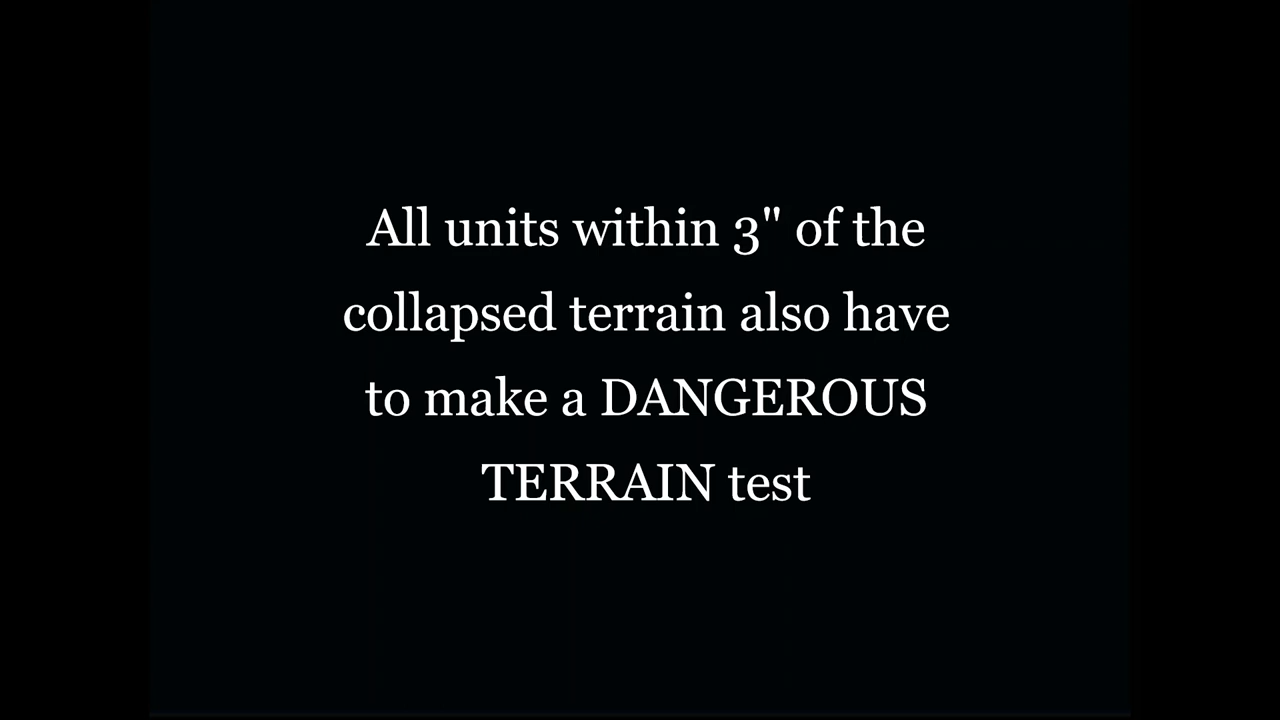 All units within 3" of the
collapsed terrain also have
to make a DANGEROUS
TERRAIN test